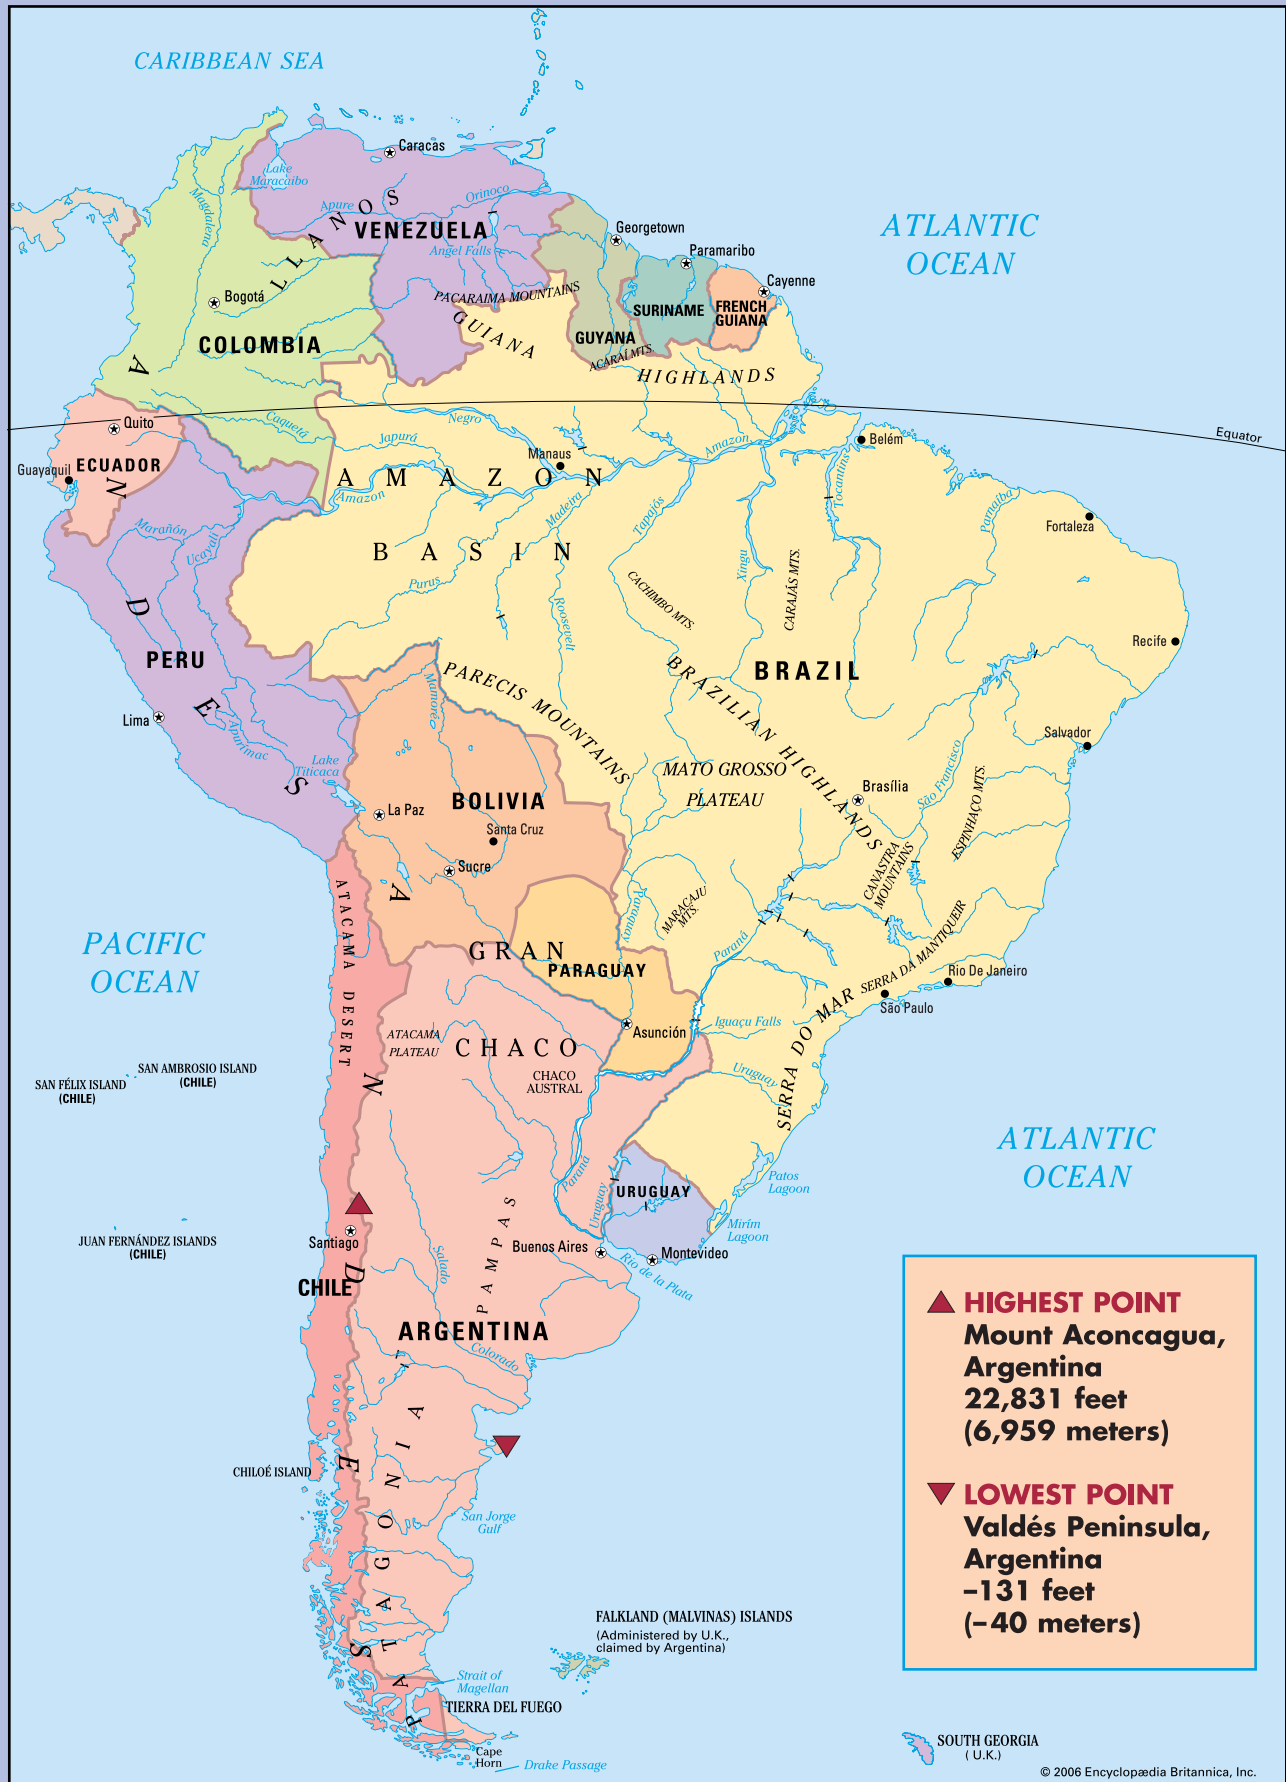 CARIBBEAN SEA
Caracas
Lake
Maracaibo
Magdalena
Apure
Orinoco
LLANOS
VENEZUELA
Angel Falls
Georgetown
Paramaribo
Cayenne
ATLANTIC
OCEAN
Bogotá
PACARAIMA MOUNTAINS
GUIANA
HIGHLANDS
SURINAME
FRENCH
GUIANA
GUYANA
ACARAÍ MTS.
COLOMBIA
ANDES
Equator
Quito
Caquetá
Negro
Japurá
Amazon
Belém
Guayaquil
ECUADOR
Manaus
AMAZON
BASIN
Amazon
Madeira
Tapajós
Tocantins
Parnaíba
Fortaleza
Marañón
Ucayali
Purus
Roosevelt
Xingu
CACHIMBO MTS.
CARAJÁS MTS.
Recife
PERU
BRAZIL
PARECIS MOUNTAINS
BRAZILIAN HIGHLANDS
Mamoré
Lima
Apurimac
Lake
Titicaca
Salvador
MATO GROSSO
PLATEAU
São Francisco
Brasília
ESPINHAÇO MTS.
La Paz
BOLIVIA
Santa Cruz
Sucre
CANASTRA
MOUNTAINS
ATACAMA DESERT
ANDES
Paraguay
MARACAJU
MTS.
PACIFIC
OCEAN
GRAN
CHACO
PARAGUAY
Paraná
SERRA DA MANTIQUEIR
Rio De Janeiro
São Paulo
SERRA DO MAR
Asunción
Iguaçu Falls
ATACAMA
PLATEAU
CHACO
AUSTRAL
Uruguay
SAN FÉLIX ISLAND
(CHILE)
SAN AMBROSIO ISLAND
(CHILE)
ATLANTIC
OCEAN
Paraná
Uruguay
URUGUAY
Patos
Lagoon
Mirím
Lagoon
JUAN FERNÁNDEZ ISLANDS
(CHILE)
Santiago
Salado
PAMPAS
Buenos Aires
Montevideo
Rio de la Plata
CHILE
ARGENTINA
Colorado
PATAGONIA
CHILOÉ ISLAND
San Jorge
Gulf
FALKLAND (MALVINAS) ISLANDS
(Administered by U.K.,
claimed by Argentina)
Strait of
Magellan
TIERRA DEL FUEGO
Cape
Horn
Drake Passage
SOUTH GEORGIA
( U.K.)
HIGHEST POINT
Mount Aconcagua,
Argentina
22,831 feet
(6,959 meters)
LOWEST POINT
Valdés Peninsula,
Argentina
–131 feet
(–40 meters)
© 2006 Encyclopædia Britannica, Inc.